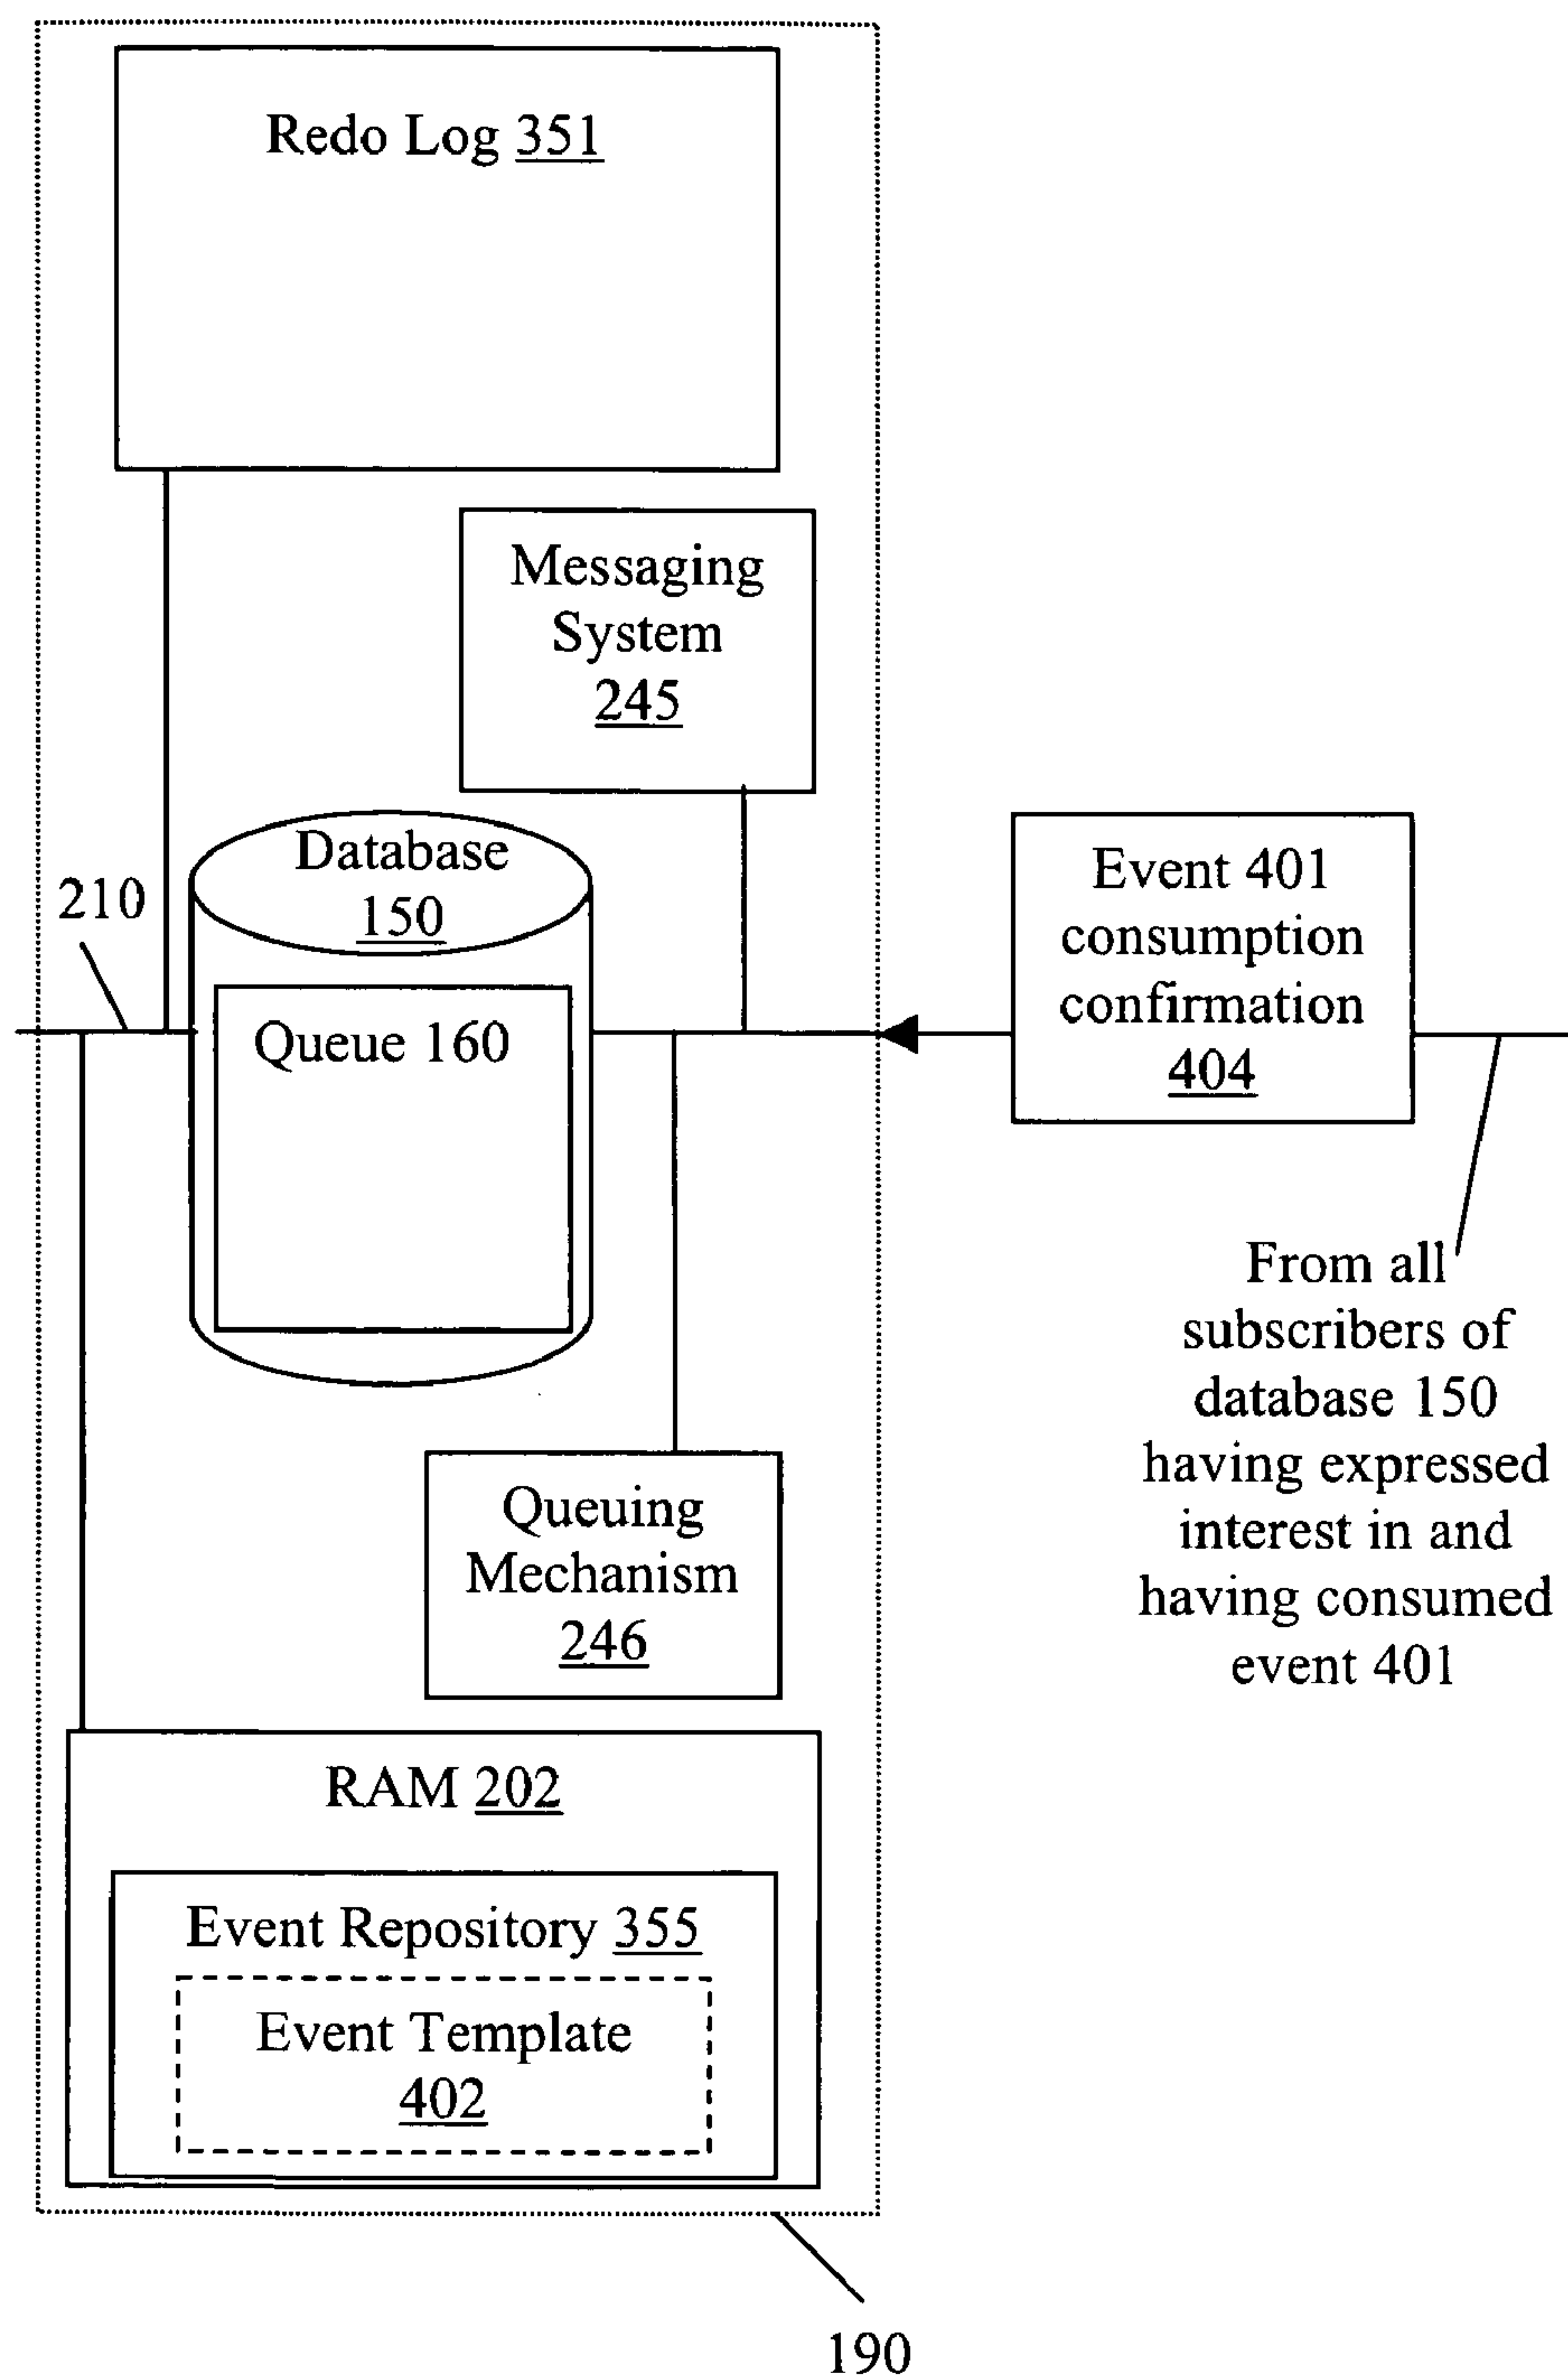 Redo Log 351
Messaging
System
245
Database
150
210
Queue 160
Event 401
consumption
confirmation
404
From all
subscribers of
database 150
having expressed
interest in and
having consumed
event 401
Queuing
Mechanism
246
RAM 202
Event Repository 355
Event Template
402
190